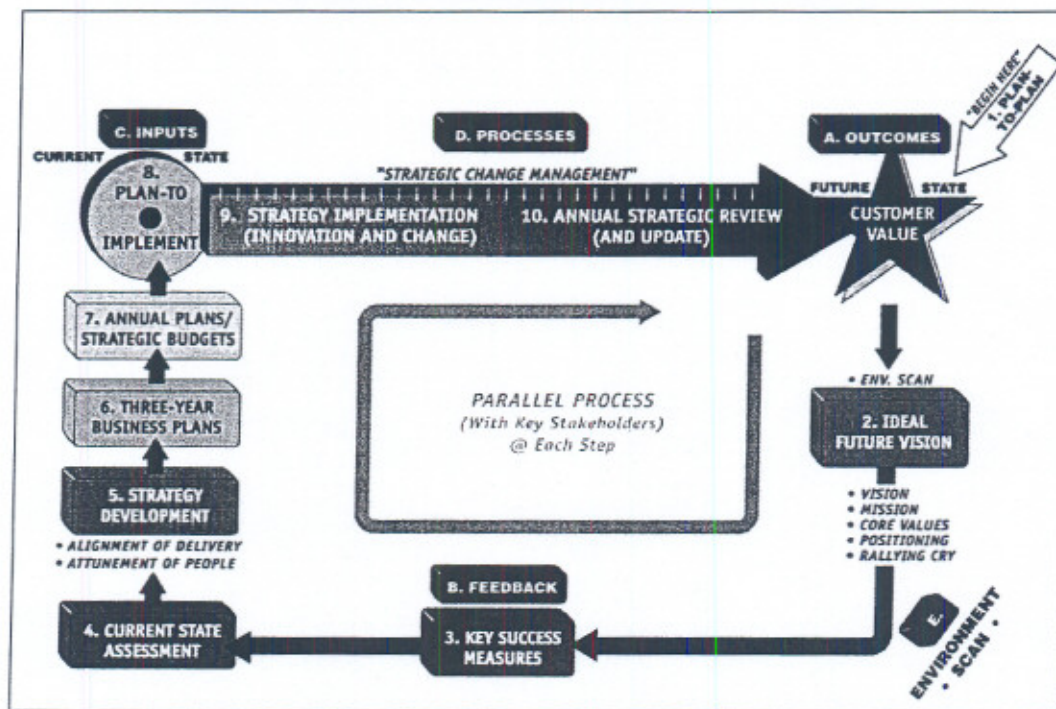 "BEGIN HERE"
1. PLAN-
TO-PLAN
C. INPUTS
D. PROCESSES
A. OUTCOMES
CURRENT STATE
"STRATEGIC CHANGE MANAGEMENT"
FUTURE STATE
8.
PLAN-TO
IMPLEMENT
9. STRATEGY IMPLEMENTATION
(INNOVATION AND CHANGE)
10. ANNUAL STRATEGIC REVIEW
(AND UPDATE)
CUSTOMER
VALUE
7. ANNUAL PLANS/
STRATEGIC BUDGETS
• ENV. SCAN
6. THREE-YEAR
BUSINESS PLANS
PARALLEL PROCESS
(With Key Stakeholders)
@ Each Step
2. IDEAL
FUTURE VISION
5. STRATEGY
DEVELOPMENT
• VISION
• MISSION
• CORE VALUES
• POSITIONING
• RALLYING CRY
• ALIGNMENT OF DELIVERY
• ATTUNEMENT OF PEOPLE
B. FEEDBACK
4. CURRENT STATE
ASSESSMENT
3. KEY SUCCESS
MEASURES
E.
ENVIRONMENT
• SCAN •